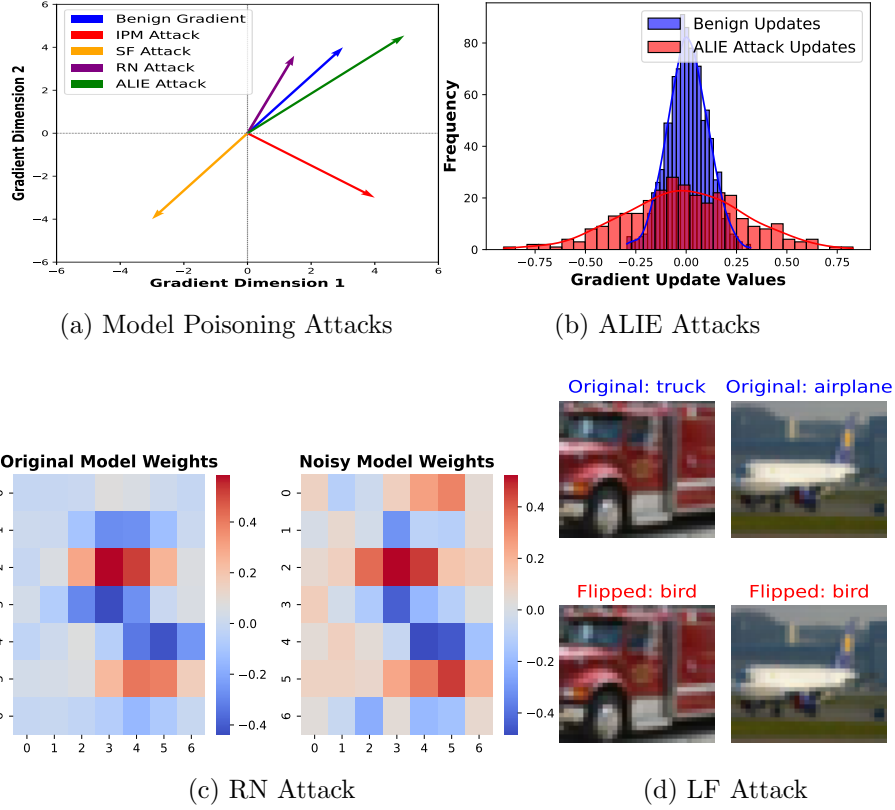 Benign Gradient
IPM Attack
SF Attack
RN Attack
ALIE Attack
Gradient Dimension 2
6
4
2
0
−2
−4
−6
−6 −4 −2 0 2 4 6
Gradient Dimension 1
(a) Model Poisoning Attacks
Benign Updates
ALIE Attack Updates
Frequency
80
60
40
20
0
−0.75 −0.50 −0.25 0.00 0.25 0.50 0.75
Gradient Update Values
(b) ALIE Attacks
Original Model Weights
0 1 2 3 4 5 6
0.4
0.2
0.0
−0.2
−0.4
Noisy Model Weights
0
1
2
3
4
5
6
0 1 2 3 4 5 6
0.4
0.2
0.0
−0.2
−0.4
(c) RN Attack
Original: truck
Original: airplane
Flipped: bird
Flipped: bird
(d) LF Attack